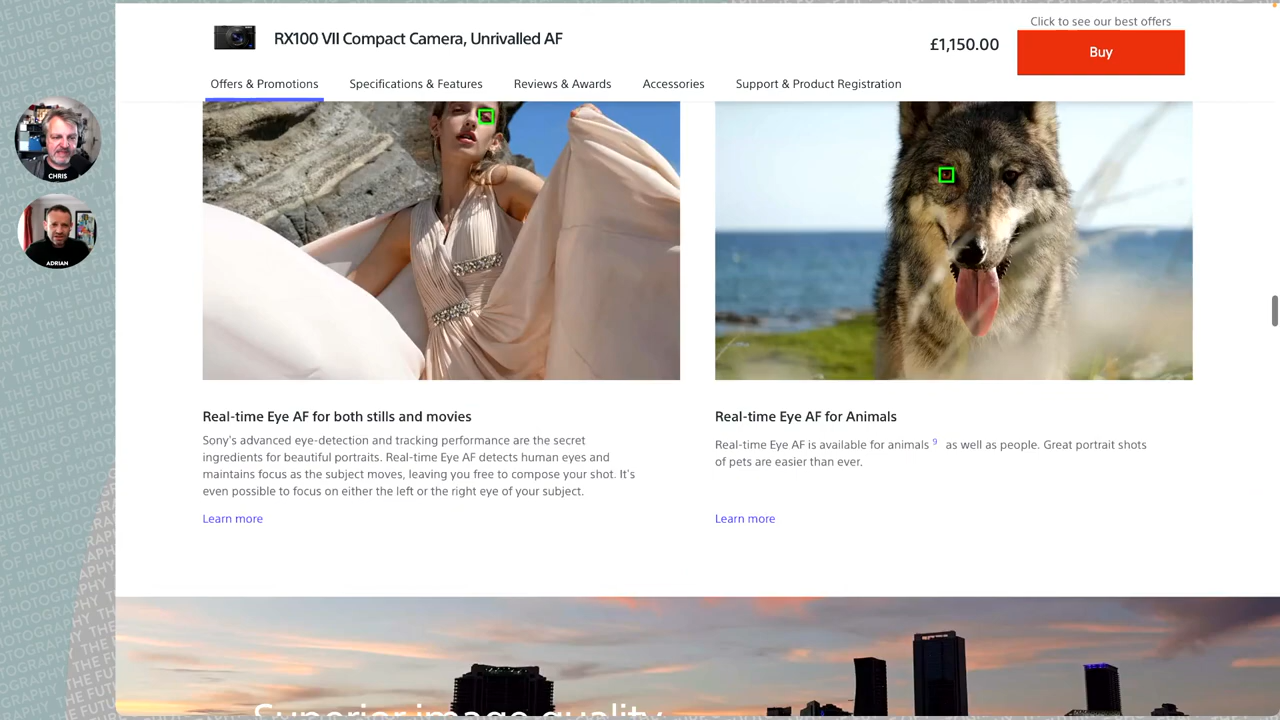 Click to see our best offers
RX100 VII Compact Camera, Unrivalled AF
£1,150.00
Buy
Offers & Promotions
Specifications & Features
Reviews & Awards
Accessories
Support & Product Registration
CHRIS
ADRIAN
Real-time Eye AF for both stills and movies
Sony's advanced eye-detection and tracking performance are the secret
ingredients for beautiful portraits. Real-time Eye AF detects human eyes and
maintains focus as the subject moves, leaving you free to compose your shot. It's
even possible to focus on either the left or the right eye of your subject.
Learn more
Real-time Eye AF for Animals
Real-time Eye AF is available for animals 9 as well as people. Great portrait shots
of pets are easier than ever.
Learn more
Superior image quality